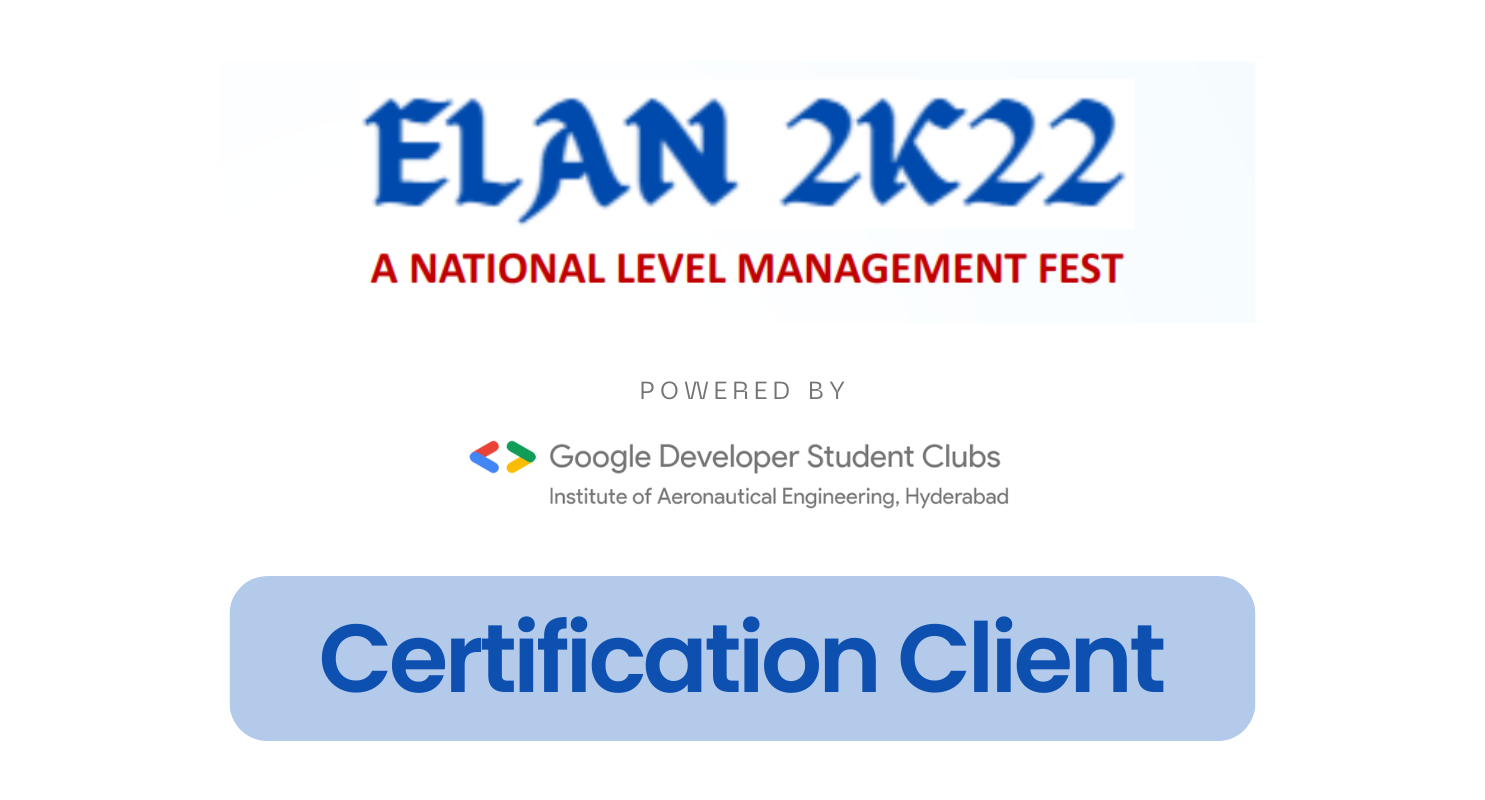 ELAN 2K22
A NATIONAL LEVEL MANAGEMENT FEST
POWERED BY
Google Developer Student Clubs
Institute of Aeronautical Engineering, Hyderabad
Certification Client